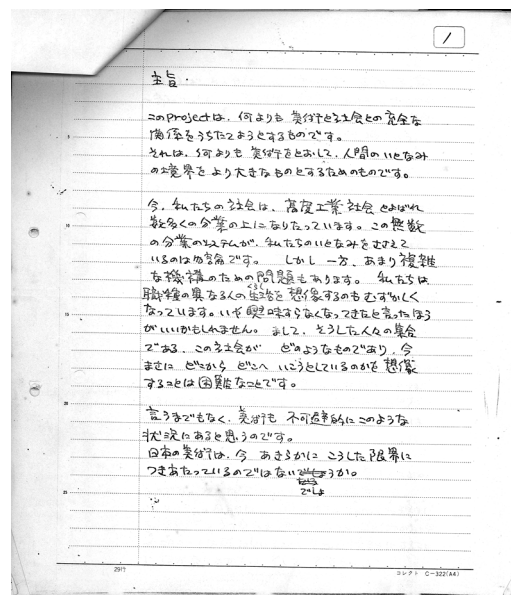 1
主旨.
このprojectは、何よりも 美術と社会との 完全な
関係をうちたてようとするものです。
それは、何よりも 美術をとおして、人間のいとなみ
の境界をより大きなものとするためのものです。
今、私たちの社会は、高度工業社会とよばれ
数多くの分業の上になりたっています。この無数
の分業のシステムが、私たちのいとなみをささえて
いるのは勿論です。 しかし 一方、あまり複雑
な機構のための問題もあります。 私たちは
職種の異なる人の生活を想像するのもむずかしく
くらし
なっています。いや興味すらなくなってきたと言ったほう
がいいかもしれません。まして、そうした人々の集合
である、この社会が どのようなものであり、今
まさに どこから どこへ いこうとしているのかを 想像
することは 困難なことです。
言うまでもなく、美術も 不可避的にこのような
状況にあると思うのです。
日本の美術は、今 あきらかに こうした限界に
つきあたっているのではないか。
でしょ
5
10
15
20
25
29行
コレクト C-322(A4)